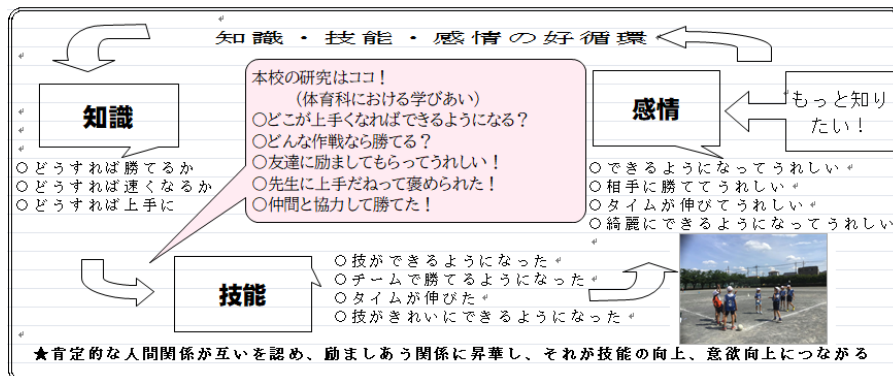 知識・技能・感情の好循環
本校の研究はココ！
（体育科における学びあい）
○どこが上手くなればできるようになる？
○どんな作戦なら勝てる？
○友達に励ましてもらってうれしい！
○先生に上手だねって褒められた！
○仲間と協力して勝てた！
知識
○どうすれば勝てるか
○どうすれば速くなるか
○どうすれば上手に
感情
もっと知り
たい！
○できるようになってうれしい
○相手に勝ててうれしい
○タイムが伸びてうれしい
○綺麗にできるようになってうれしい
技能
○技ができるようになった
○チームで勝てるようになった
○タイムが伸びた
○技がきれいにできるようになった
★肯定的な人間関係が互いを認め、励ましあう関係に昇華し、それが技能の向上、意欲向上につながる